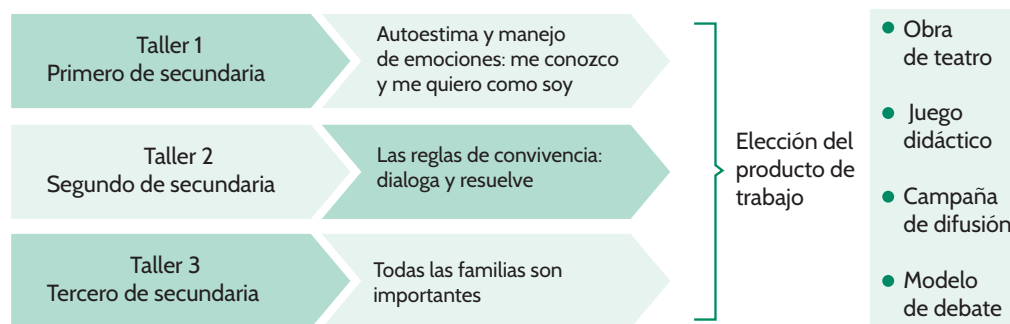 Taller 1
Primero de secundaria
Autoestima y manejo
de emociones: me conozco
y me quiero como soy
Taller 2
Segundo de secundaria
Las reglas de convivencia:
dialoga y resuelve
Taller 3
Tercero de secundaria
Todas las familias son
importantes
Elección del
producto de
trabajo
Obra
de teatro
Juego
didáctico
Campaña
de difusión
Modelo
de debate